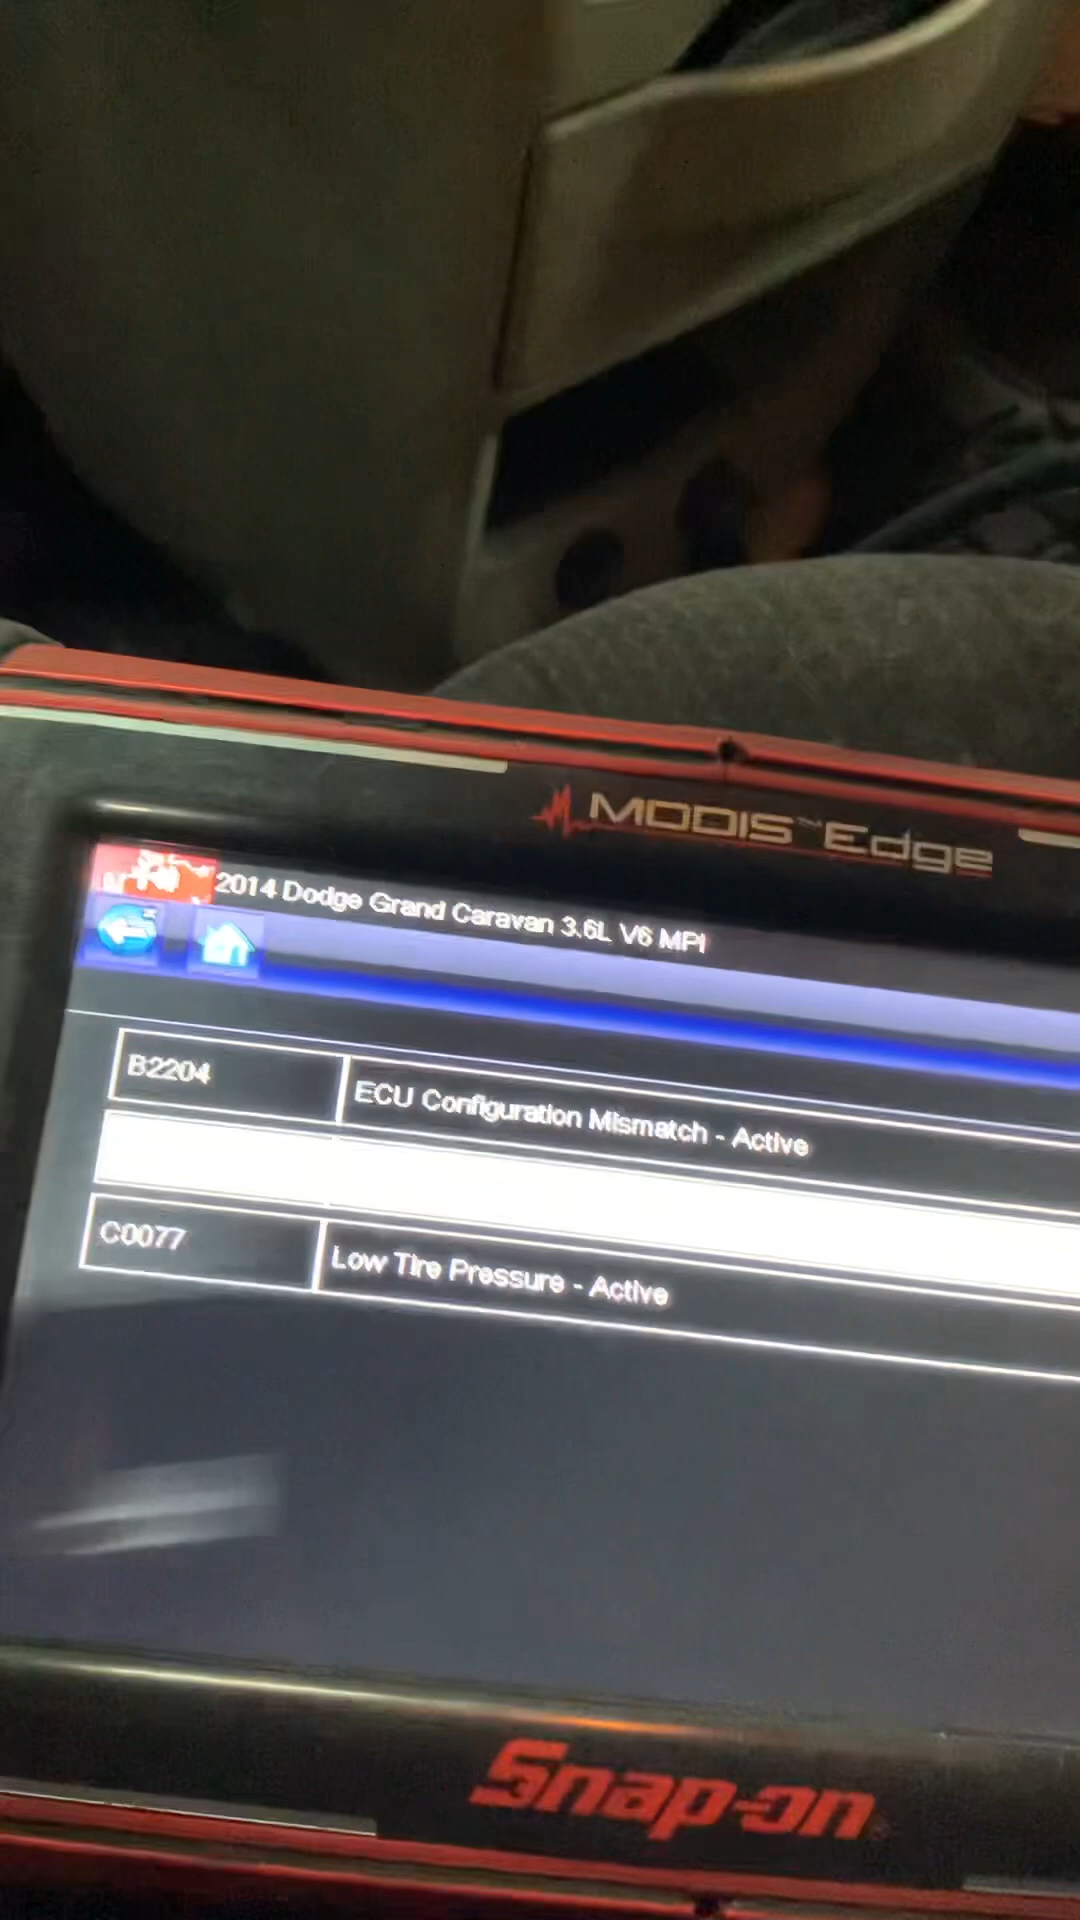 MODIS™ Edge
2014 Dodge Grand Caravan 3.6L V6 MPI
B2204
ECU Configuration Mismatch - Active
C0077
Low Tire Pressure - Active
Snap-on